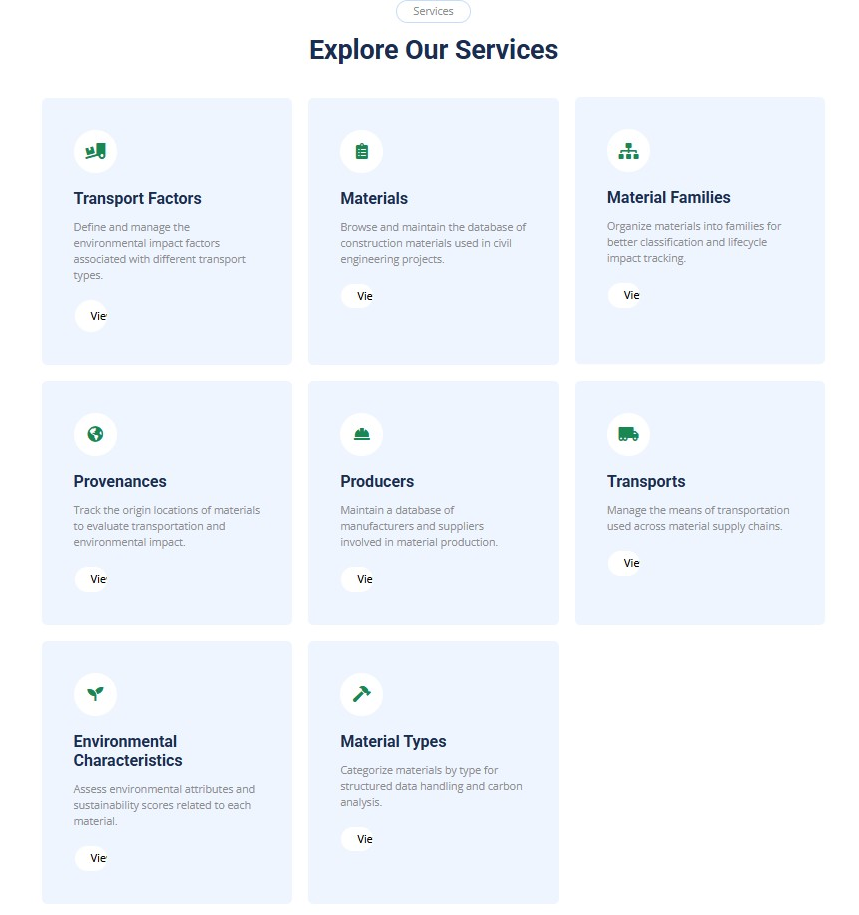 Services
Explore Our Services
Transport Factors
Define and manage the
environmental impact factors
associated with different transport
types.
Vie
Materials
Browse and maintain the database of
construction materials used in civil
engineering projects.
Vie
Material Families
Organize materials into families for
better classification and lifecycle
impact tracking.
Vie
Provenances
Track the origin locations of materials
to evaluate transportation and
environmental impact.
Vie
Producers
Maintain a database of
manufacturers and suppliers
involved in material production.
Vie
Transports
Manage the means of transportation
used across material supply chains.
Vie
Environmental
Characteristics
Assess environmental attributes and
sustainability scores related to each
material.
Vie
Material Types
Categorize materials by type for
structured data handling and carbon
analysis.
Vie